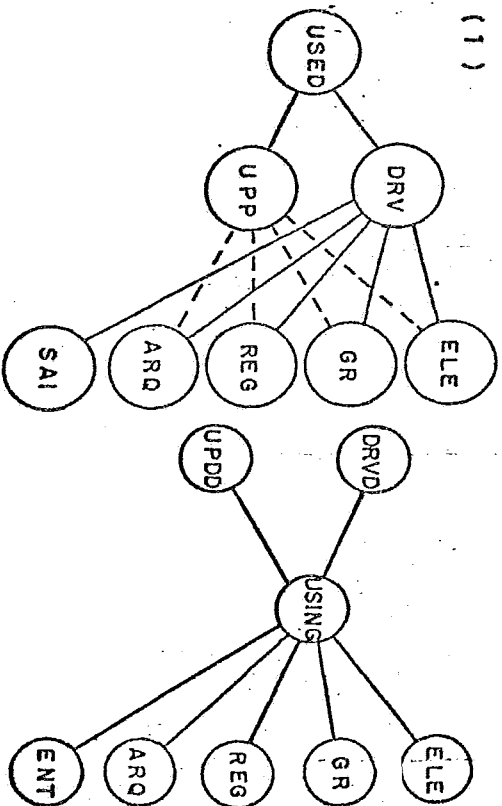 (1)
USED
DRV
UPP
ELE
GR
REG
ARQ
SAI
DRVD
UPDD
USING
ELE
GR
REG
ARQ
ENT